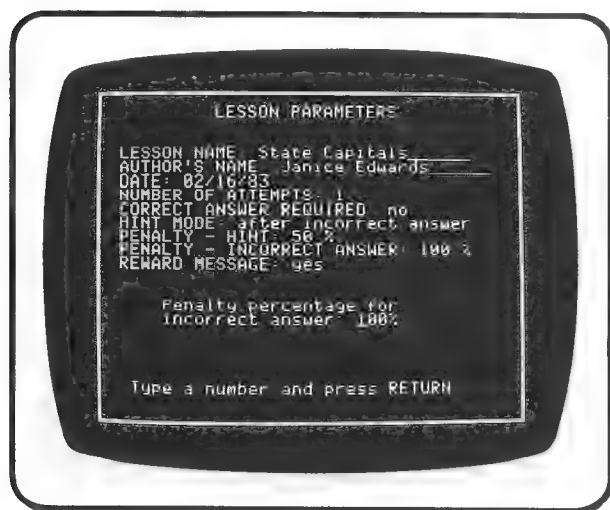 LESSON PARAMETERS
LESSON NAME: State Capitals
AUTHOR'S NAME: Janice Edwards
DATE: 02/16/83
NUMBER OF ATTEMPTS: 1
CORRECT ANSWER REQUIRED: no
HINT MODE: after incorrect answer
PENALTY - HINT: 50 %
PENALTY - INCORRECT ANSWER: 100 %
REWARD MESSAGE: yes
Penalty percentage for
incorrect answer: 100%
Type a number and press RETURN